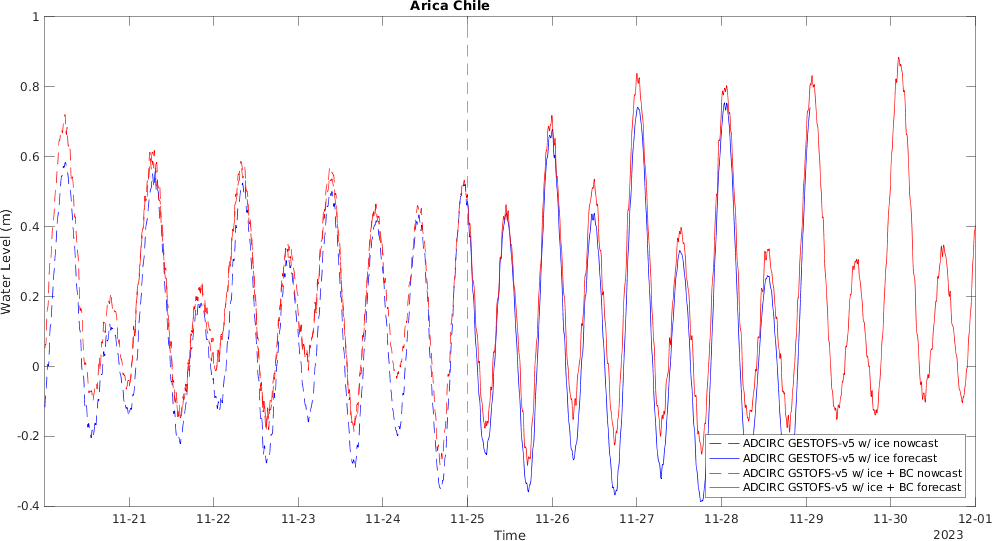 Arica Chile
Water Level (m)
1
0.8
0.6
0.4
0.2
0
-0.2
-0.4
ADCIRC GESTOFS-v5 w/ ice nowcast
ADCIRC GESTOFS-v5 w/ ice forecast
ADCIRC GSTOFS-v5 w/ ice + BC nowcast
ADCIRC GSTOFS-v5 w/ ice + BC forecast
11-21 11-22 11-23 11-24 11-25 11-26 11-27 11-28 11-29 11-30 12-01
Time
2023